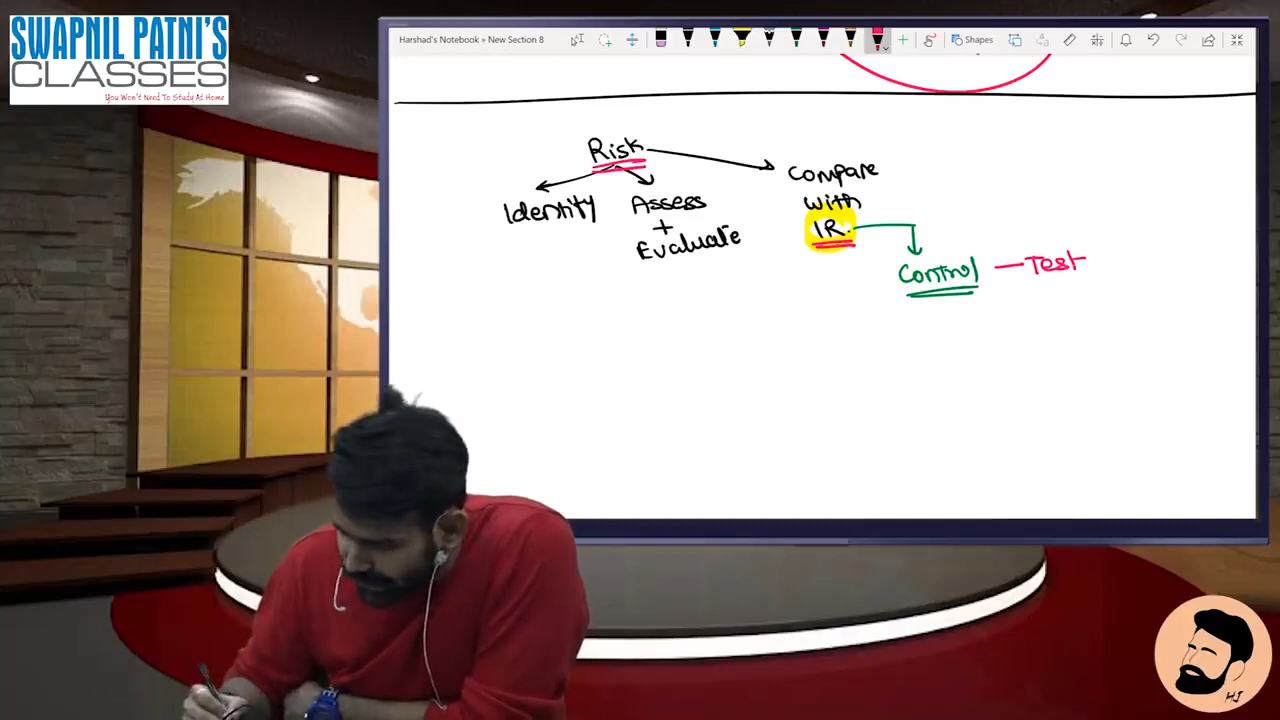 SWAPNIL PATNI'S
CLASSES
You Won't Need To Study At Home
Harshad's Notebook » New Section 8
Shapes
Risk
Identity
Assess
+
Evaluate
Compare
with
IR.
Control
— Test
HJ